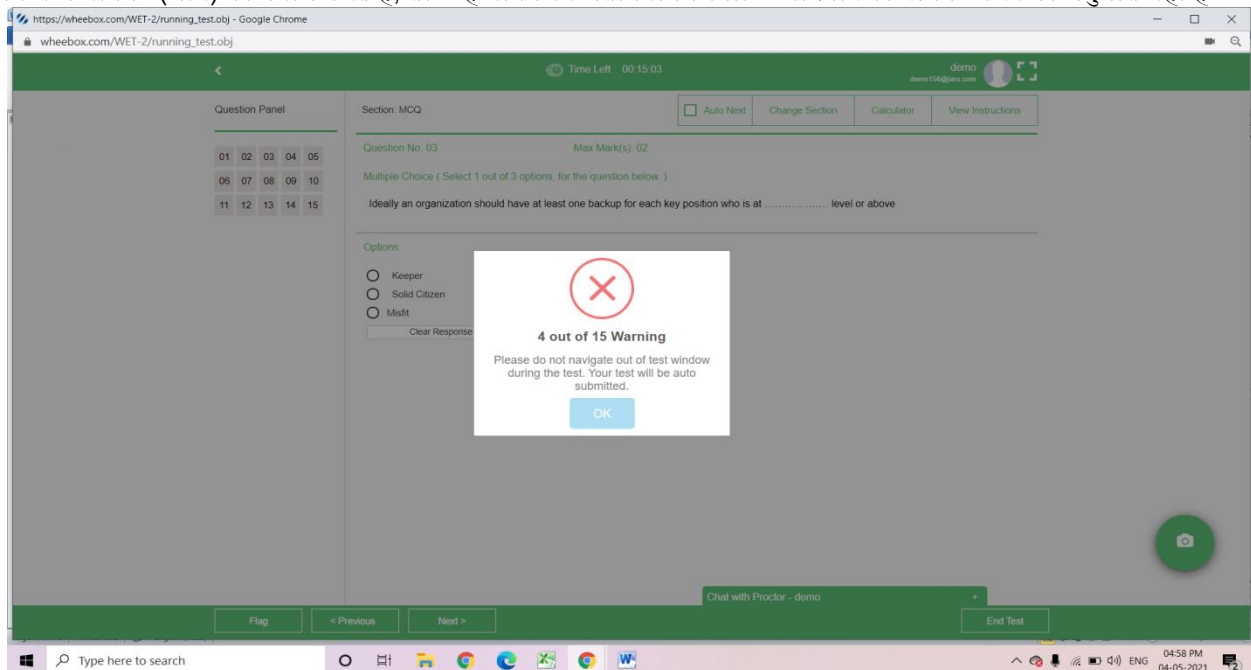 https://wheebox.com/WET-2/running_test.obj - Google Chrome
wheebox.com/WET-2/running_test.obj
Time Left : 00:15:03
demo
demo156@jaro.com
Question Panel
Section: MCQ
Auto Next
Change Section
Calculator
View Instructions
01 02 03 04 05
06 07 08 09 10
11 12 13 14 15
Question No: 03
Max Mark(s): 02
Multiple Choice ( Select 1 out of 3 options, for the question below. )
Ideally an organization should have at least one backup for each key position who is at ................... level or above
Options
Keeper
Solid Citizen
Misfit
Clear Response
4 out of 15 Warning
Please do not navigate out of test window
during the test. Your test will be auto
submitted.
OK
Chat with Proctor - demo
+
Flag
< Previous
Next >
End Test
Type here to search
ENG
04:58 PM
04-05-2021
2